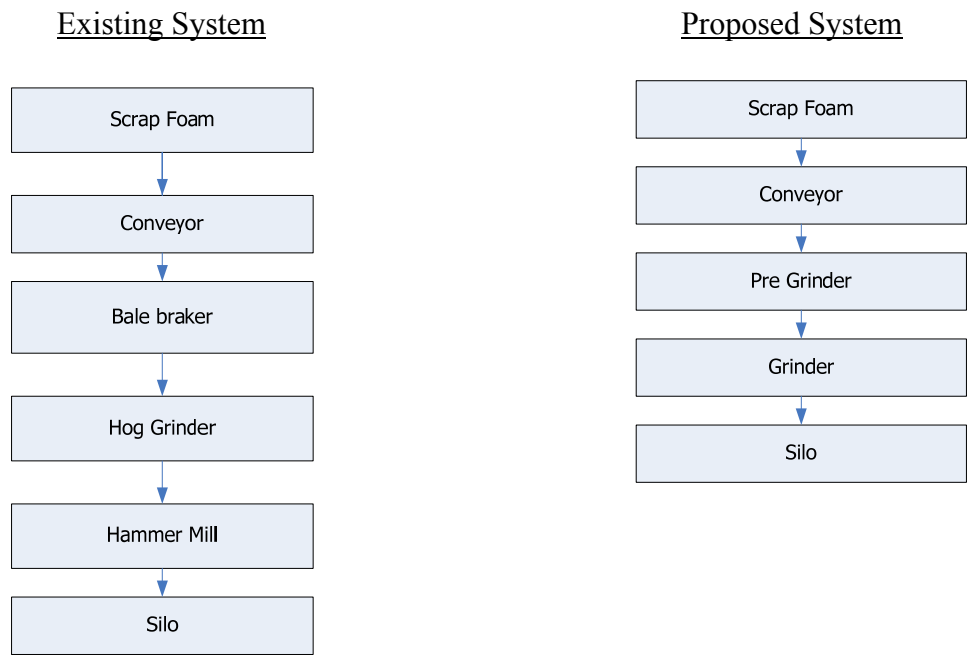 Existing System
Scrap Foam
Conveyor
Bale braker
Hog Grinder
Hammer Mill
Silo
Proposed System
Scrap Foam
Conveyor
Pre Grinder
Grinder
Silo